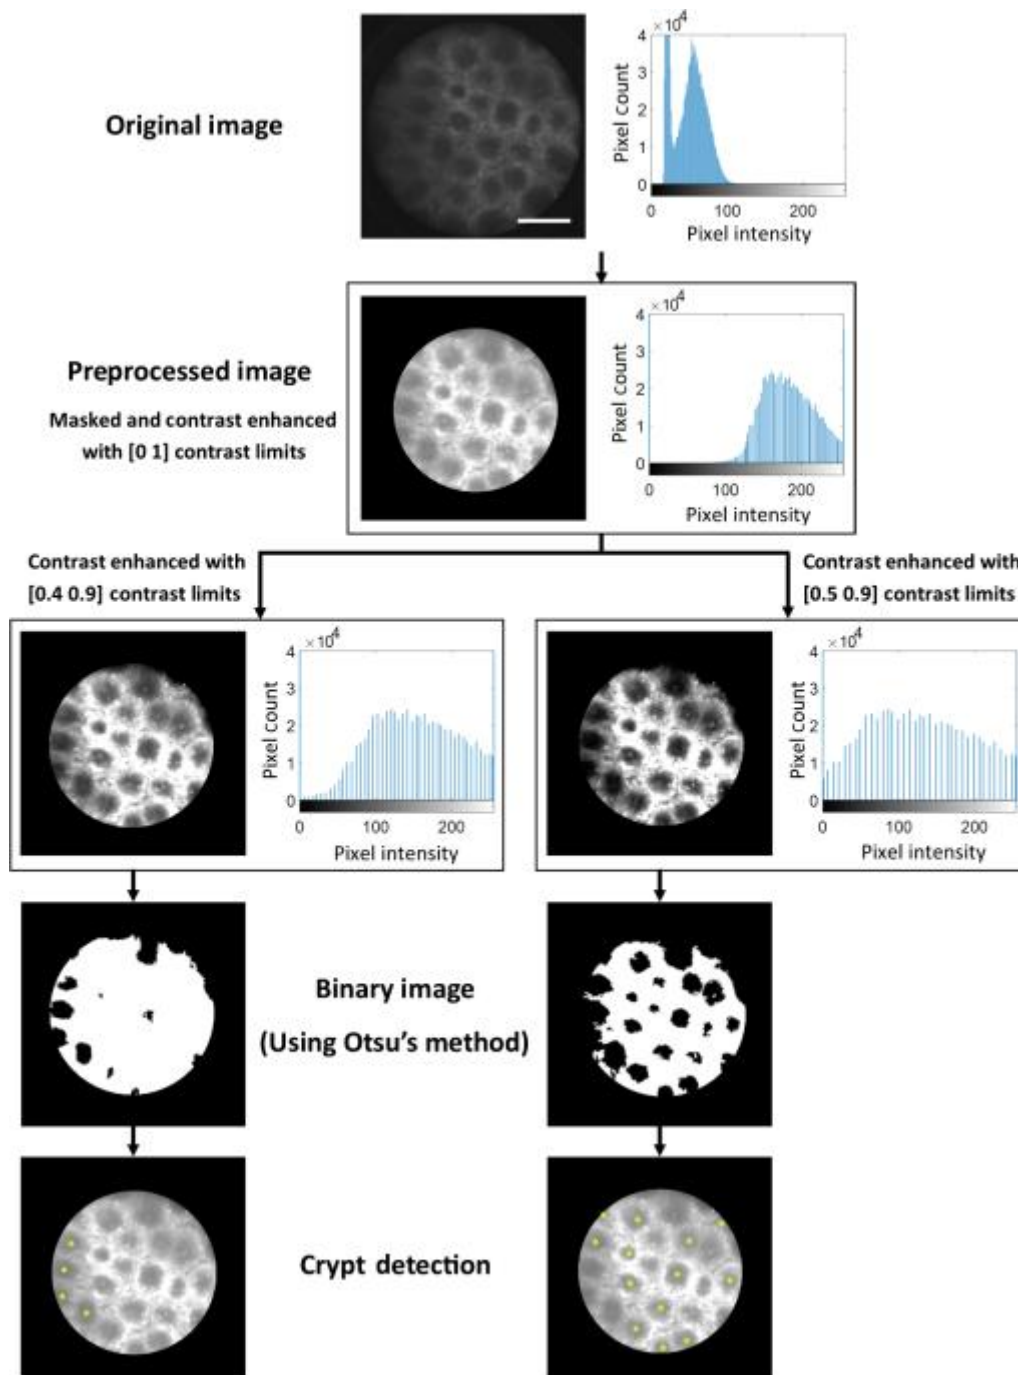 Original image
×10⁴
Pixel Count
4
3
2
1
0
0 100 200
Pixel intensity
Preprocessed image
Masked and contrast enhanced
with [0 1] contrast limits
×10⁴
Pixel Count
4
3
2
1
0
0 100 200
Pixel intensity
Contrast enhanced with
[0.4 0.9] contrast limits
Contrast enhanced with
[0.5 0.9] contrast limits
×10⁴
Pixel Count
4
3
2
1
0
0 100 200
Pixel intensity
×10⁴
Pixel Count
4
3
2
1
0
0 100 200
Pixel intensity
Binary image
(Using Otsu's method)
Crypt detection